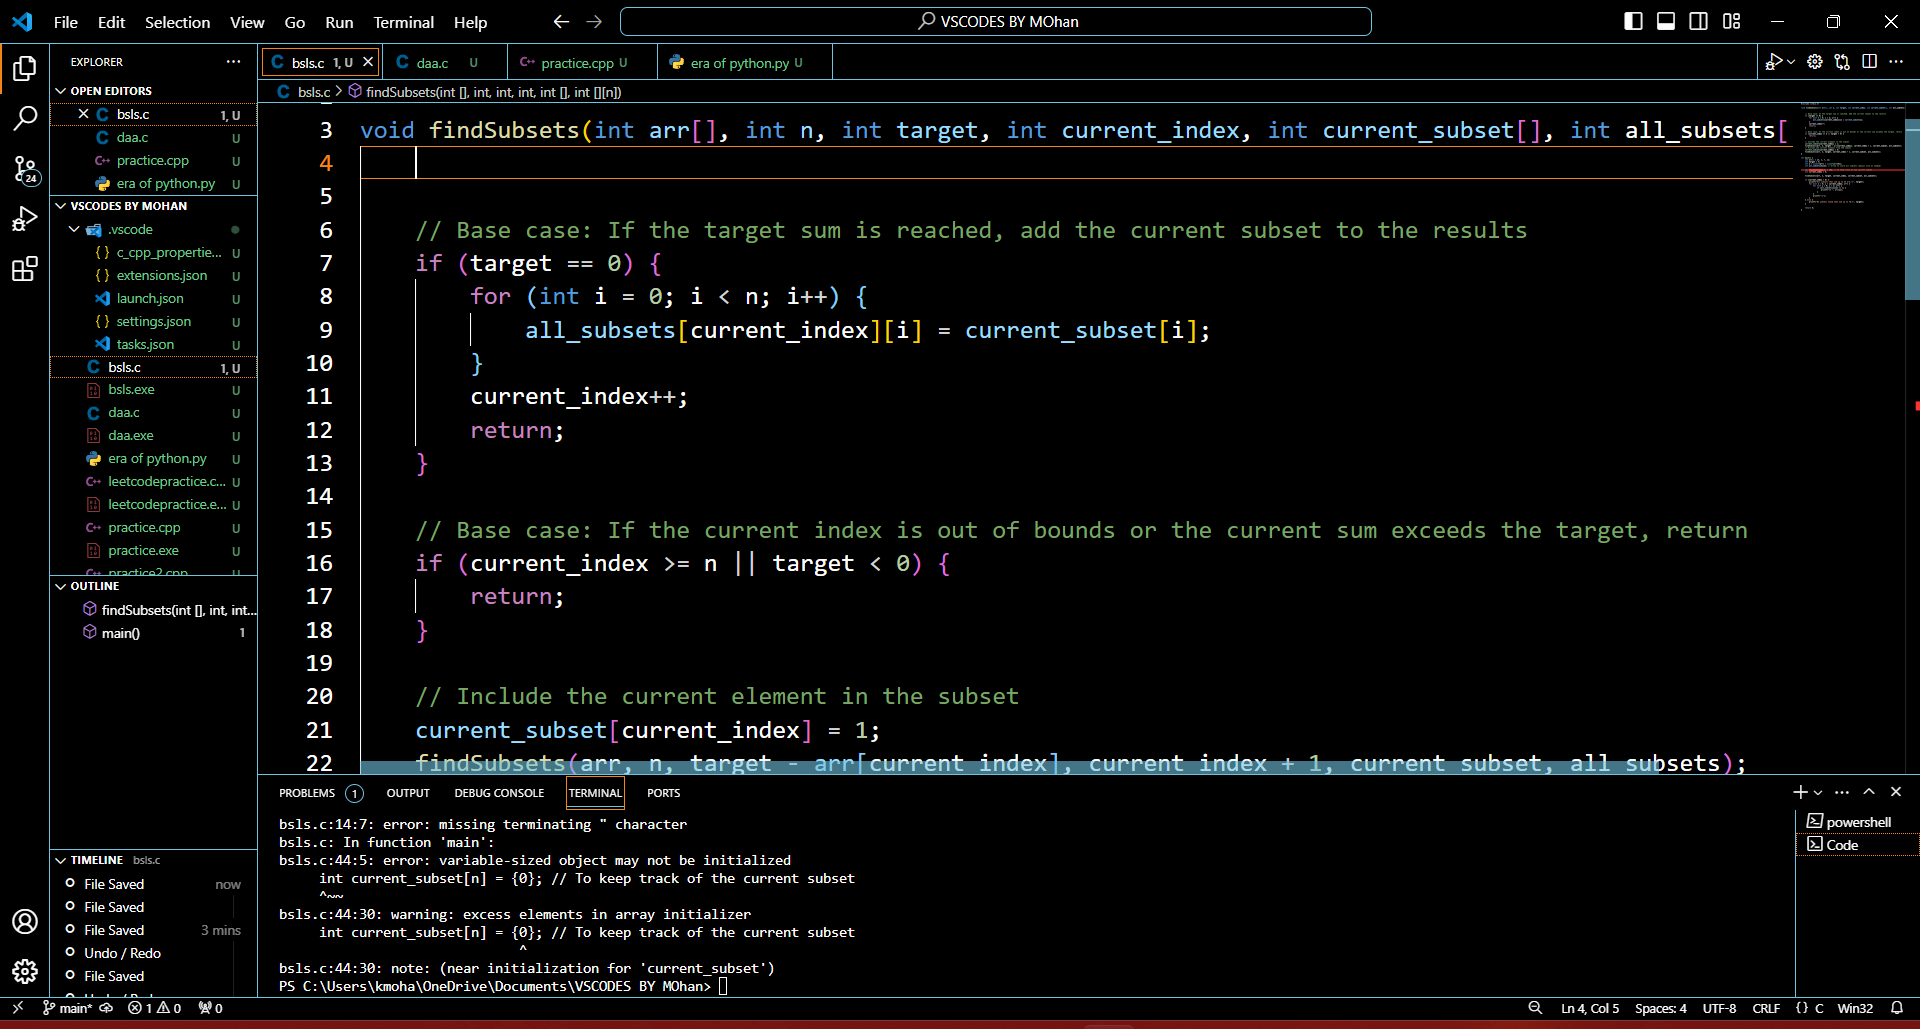 File Edit Selection View Go Run Terminal Help
VSCODES BY MOhan
EXPLORER
OPEN EDITORS
bsls.c 1, U
daa.c U
practice.cpp U
era of python.py U
VSCODES BY MOHAN
.vscode
c_cpp_propertie... U
extensions.json U
launch.json U
settings.json U
tasks.json U
bsls.c 1, U
bsls.exe U
daa.c U
daa.exe U
era of python.py U
leetcodepractice.c... U
leetcodepractice.e... U
practice.cpp U
practice.exe U
practice2.cpp U
24
OUTLINE
findSubsets(int [], int, int...
main() 1
TIMELINE bsls.c
File Saved now
File Saved
File Saved 3 mins
Undo / Redo
File Saved
bsls.c 1, U
daa.c U
practice.cpp U
era of python.py U
bsls.c > findSubsets(int [], int, int, int, int [], int [][n])
3 void findSubsets(int arr[], int n, int target, int current_index, int current_subset[], int all_subsets[
4
5
6 // Base case: If the target sum is reached, add the current subset to the results
7 if (target == 0) {
8 for (int i = 0; i < n; i++) {
9 all_subsets[current_index][i] = current_subset[i];
10 }
11 current_index++;
12 return;
13 }
14
15 // Base case: If the current index is out of bounds or the current sum exceeds the target, return
16 if (current_index >= n || target < 0) {
17 return;
18 }
19
20 // Include the current element in the subset
21 current_subset[current_index] = 1;
22 findSubsets(arr, n, target - arr[current_index], current_index + 1, current_subset, all_subsets);
PROBLEMS 1 OUTPUT DEBUG CONSOLE TERMINAL PORTS
bsls.c:14:7: error: missing terminating " character
bsls.c: In function 'main':
bsls.c:44:5: error: variable-sized object may not be initialized
int current_subset[n] = {0}; // To keep track of the current subset
^~~
bsls.c:44:30: warning: excess elements in array initializer
int current_subset[n] = {0}; // To keep track of the current subset
^
bsls.c:44:30: note: (near initialization for 'current_subset')
PS C:\Users\kmoha\OneDrive\Documents\VSCODES BY MOhan>
powershell
Code
main* 1 0 0
Ln 4, Col 5 Spaces: 4 UTF-8 CRLF {} C Win32